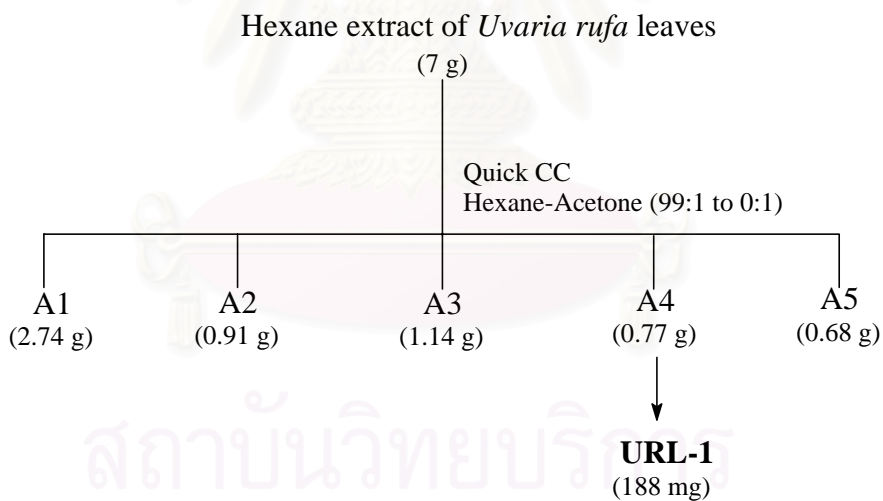 Hexane extract of Uvaria rufa leaves
(7 g)
Quick CC
Hexane-Acetone (99:1 to 0:1)
A1
(2.74 g)
A2
(0.91 g)
A3
(1.14 g)
A4
(0.77 g)
A5
(0.68 g)
URL-1
(188 mg)
สถาบันวิทยบริการ